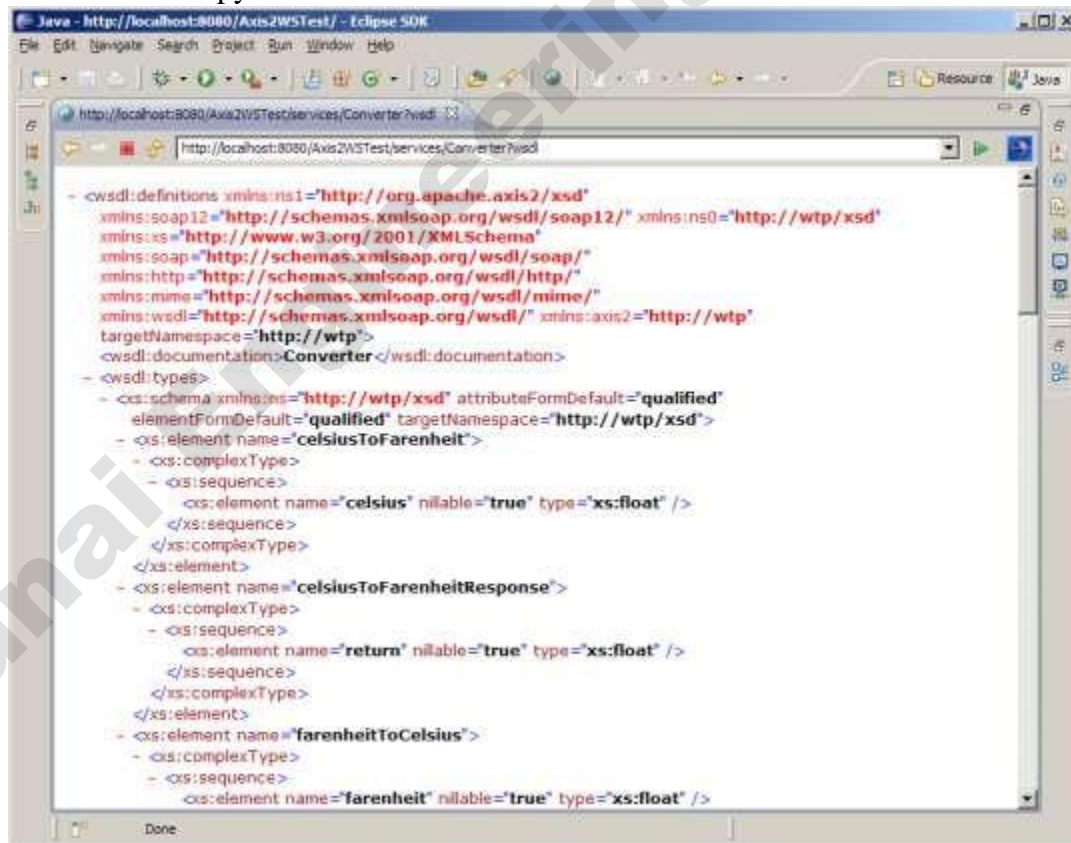 Java - http://localhost:8080/Axis2WSTest/ - Eclipse SDK
File Edit Navigate Search Project Run Window Help
Resource Java
http://localhost:8080/Axis2WSTest/services/Converter?wsdl
http://localhost:8080/Axis2WSTest/services/Converter?wsdl
- <wsdl:definitions xmlns:ns1="http://org.apache.axis2/xsd"
xmlns:soap12="http://schemas.xmlsoap.org/wsdl/soap12/" xmlns:ns0="http://wtp/xsd"
xmlns:xs="http://www.w3.org/2001/XMLSchema"
xmlns:soap="http://schemas.xmlsoap.org/wsdl/soap/"
xmlns:http="http://schemas.xmlsoap.org/wsdl/http/"
xmlns:mime="http://schemas.xmlsoap.org/wsdl/mime/"
xmlns:wsdl="http://schemas.xmlsoap.org/wsdl/" xmlns:axis2="http://wtp"
targetNamespace="http://wtp">
<wsdl:documentation>Converter</wsdl:documentation>
- <wsdl:types>
- <xs:schema xmlns:ns="http://wtp/xsd" attributeFormDefault="qualified"
elementFormDefault="qualified" targetNamespace="http://wtp/xsd">
- <xs:element name="celsiusToFarenheit">
- <xs:complexType>
- <xs:sequence>
<xs:element name="celsius" nillable="true" type="xs:float" />
</xs:sequence>
</xs:complexType>
</xs:element>
- <xs:element name="celsiusToFarenheitResponse">
- <xs:complexType>
- <xs:sequence>
<xs:element name="return" nillable="true" type="xs:float" />
</xs:sequence>
</xs:complexType>
</xs:element>
- <xs:element name="farenheitToCelsius">
- <xs:complexType>
- <xs:sequence>
<xs:element name="farenheit" nillable="true" type="xs:float" />
Done